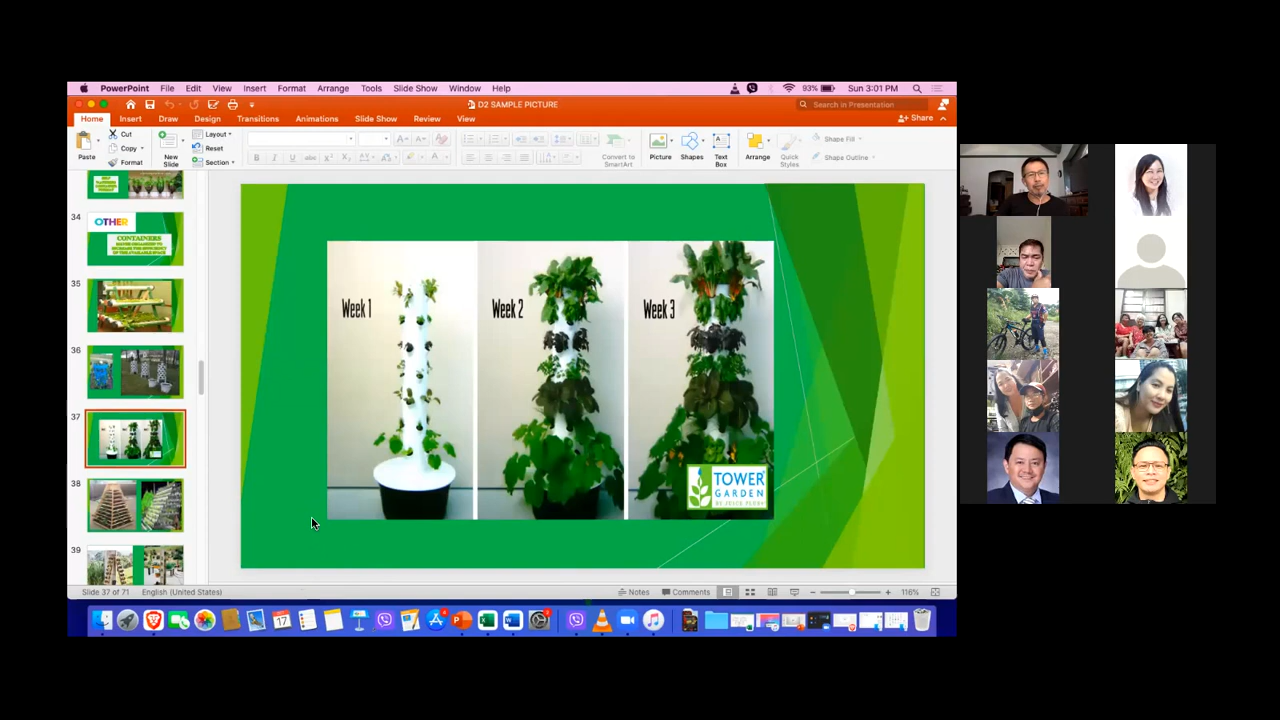 PowerPoint File Edit View Insert Format Arrange Tools Slide Show Window Help 93% Sun 3:01 PM
D2 SAMPLE PICTURE
Search in Presentation
Home Insert Draw Design Transitions Animations Slide Show Review View Share
Paste
Cut
Copy
Format
New Slide
Layout
Reset
Section
Convert to SmartArt
Picture
Shapes
Text Box
Arrange
Quick Styles
Shape Fill
Shape Outline
34
OTHER
CONTAINERS
35
36
37
38
39
Week 1
Week 2
Week 3
TOWER
GARDEN
BY JUICE PLUS+
Slide 37 of 71 English (United States) Notes Comments 116%
17